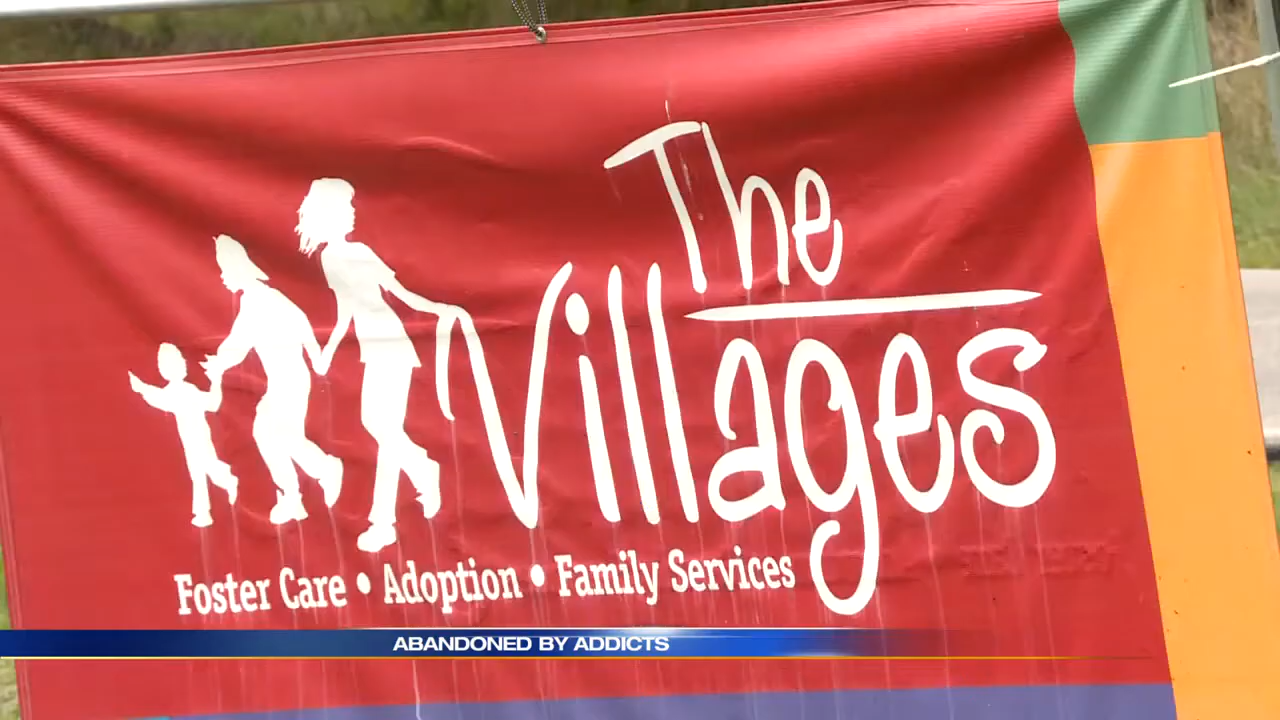 The
Villages
Foster Care • Adoption • Family Services
ABANDONED BY ADDICTS